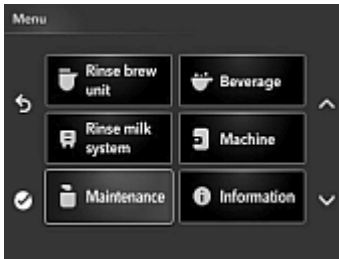 Menu
Rinse brew
unit
Beverage
Rinse milk
system
Machine
Maintenance
Information